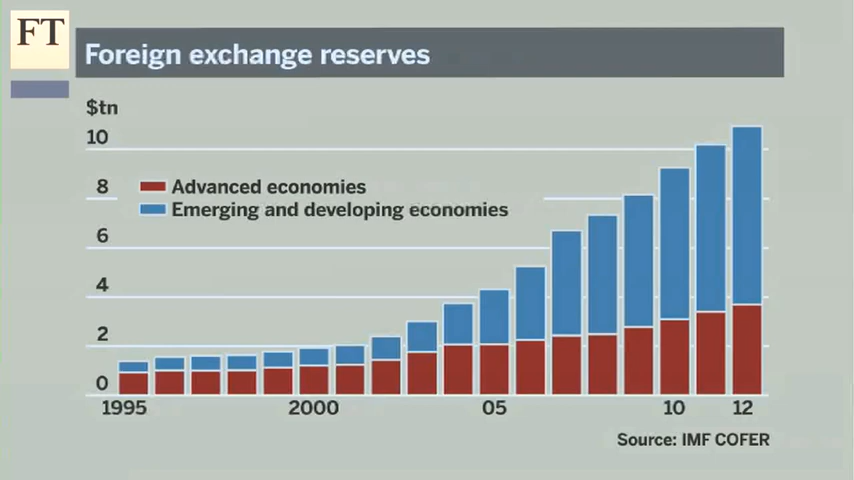 FT
Foreign exchange reserves
$tn
10
8
Advanced economies
Emerging and developing economies
6
4
2
0
1995 2000 05 10 12
Source: IMF COFER